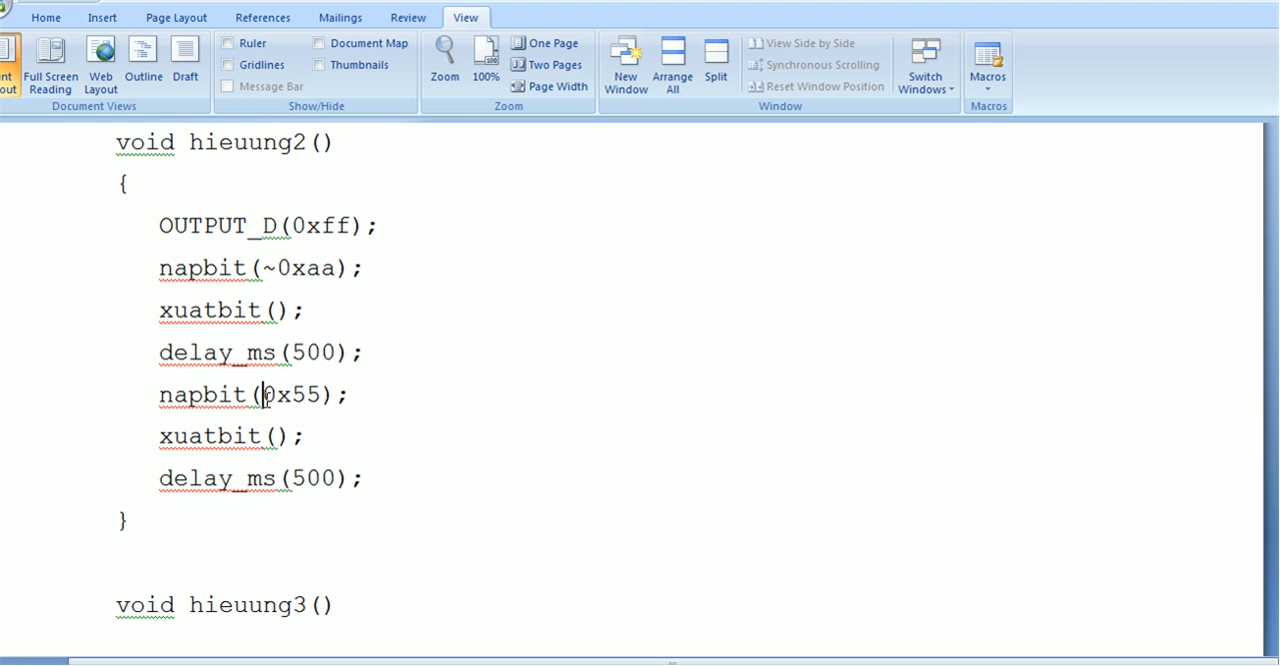 Home Insert Page Layout References Mailings Review View
Ruler Document Map One Page View Side by Side
Gridlines Thumbnails Two Pages Synchronous Scrolling
Full Screen Reading Web Layout Outline Draft Message Bar Zoom 100% Page Width New Window Arrange All Split Reset Window Position Switch Windows Macros
Document Views Show/Hide Zoom Window Macros
void hieuung2()
{
OUTPUT_D(0xff);
napbit(~0xaa);
xuatbit();
delay_ms(500);
napbit(0x55);
xuatbit();
delay_ms(500);
}
void hieuung3()